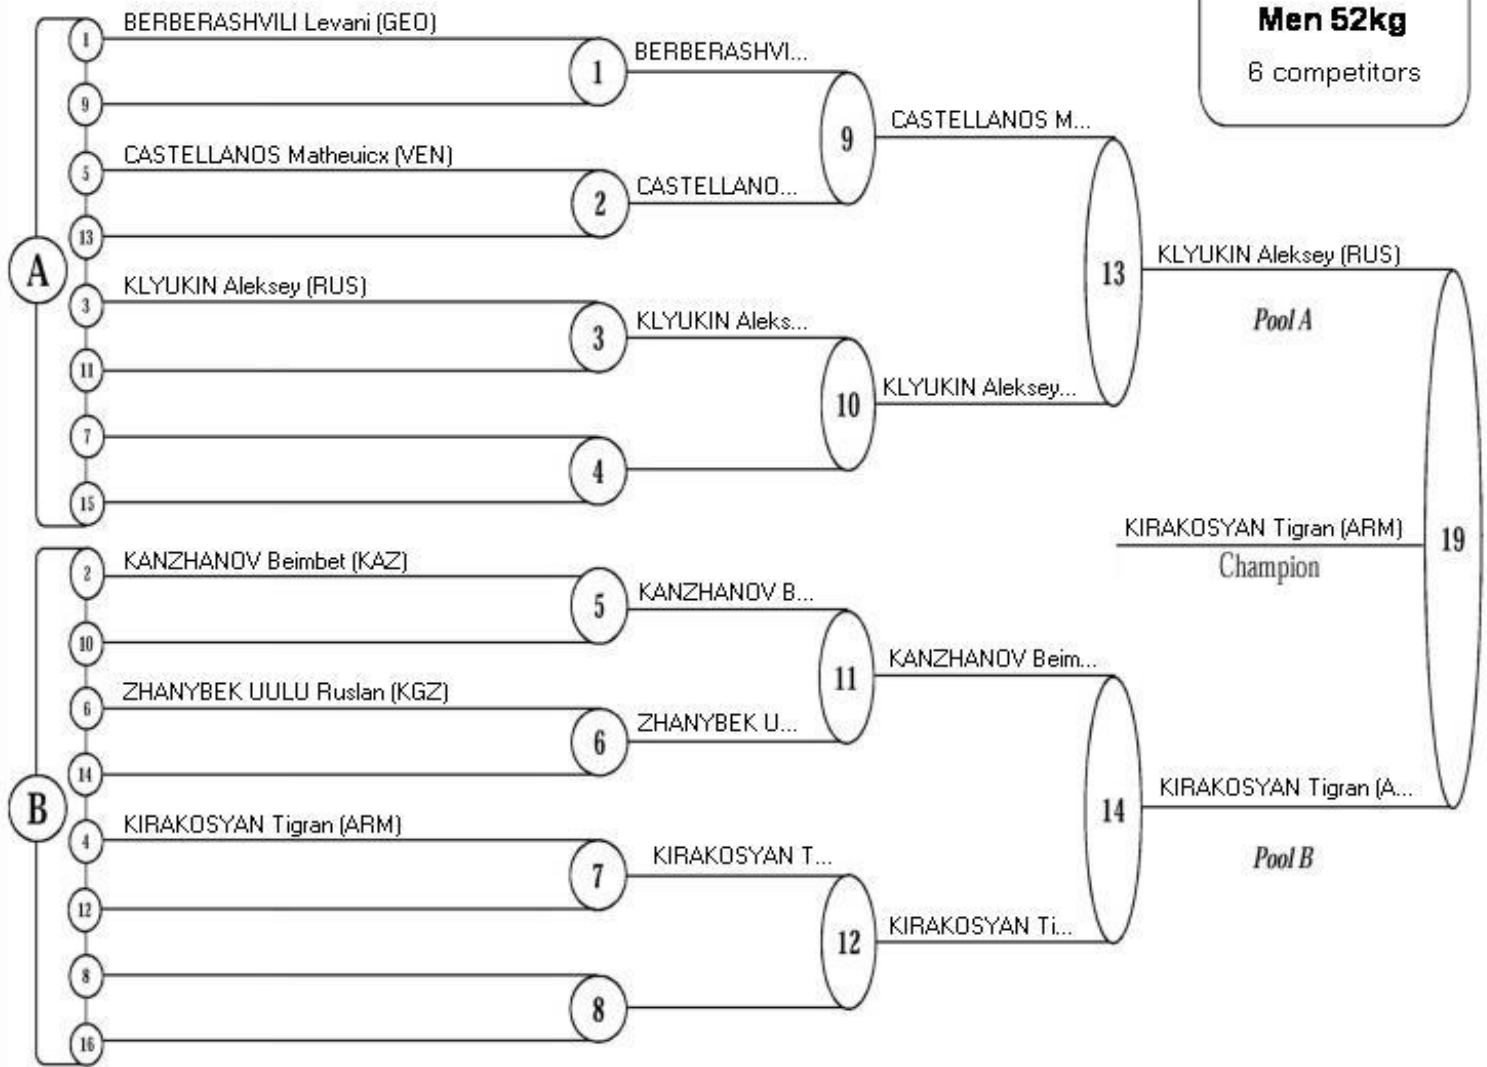 Men 52kg
6 competitors
BERBERASHVILI Levani (GEO)
1
9
1
BERBERASHVI...
CASTELLANOS Matheuicx (VEN)
5
13
2
CASTELLANO...
9
CASTELLANOS M...
A
KLYUKIN Aleksey (RUS)
3
11
3
KLYUKIN Aleks...
7
15
4
10
KLYUKIN Aleksey...
13
KLYUKIN Aleksey (RUS)
Pool A
KANZHANOV Beimbet (KAZ)
2
10
5
KANZHANOV B...
ZHANYBEK UULU Ruslan (KGZ)
6
14
6
ZHANYBEK U...
11
KANZHANOV Beim...
B
KIRAKOSYAN Tigran (ARM)
4
12
7
KIRAKOSYAN T...
8
16
8
12
KIRAKOSYAN Ti...
14
KIRAKOSYAN Tigran (A...
Pool B
KIRAKOSYAN Tigran (ARM)
Champion
19